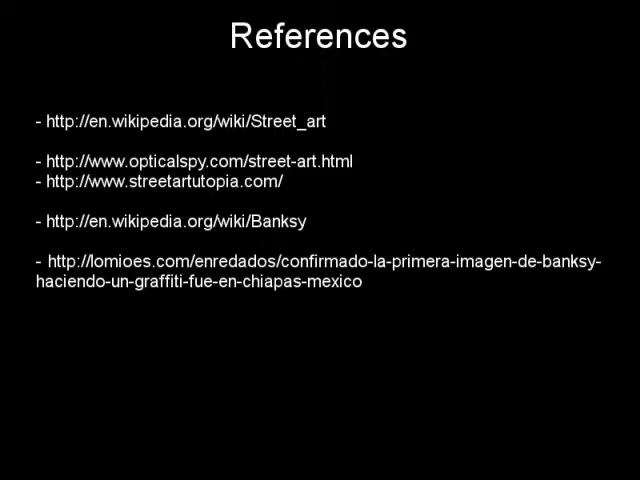 References
- http://en.wikipedia.org/wiki/Street_art
- http://www.opticalspy.com/street-art.html
- http://www.streetartutopia.com/
- http://en.wikipedia.org/wiki/Banksy
- http://lomioes.com/enredados/confirmado-la-primera-imagen-de-banksy-
haciendo-un-graffiti-fue-en-chiapas-mexico